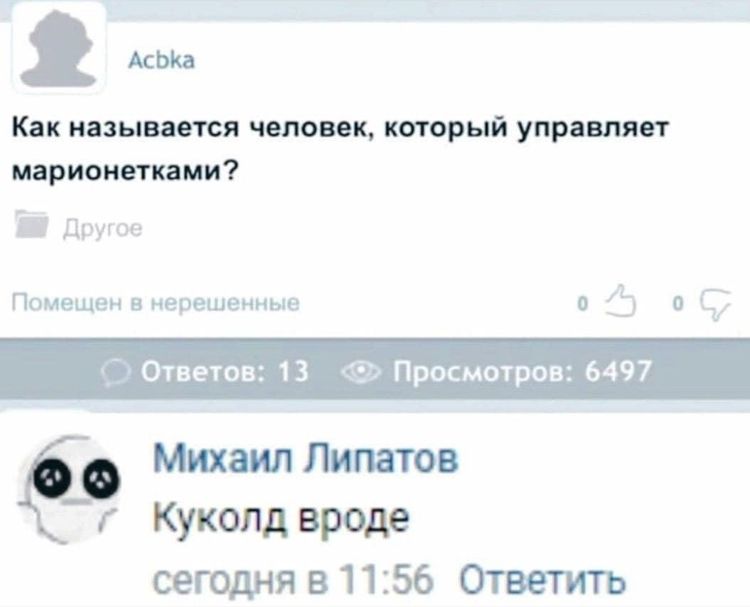 Acbka
Как называется человек, который управляет
марионетками?
Другое
Помещен в нерешенные 0 0
Ответов: 13 Просмотров: 6497
Михаил Липатов
Куколд вроде
сегодня в 11:56 Ответить